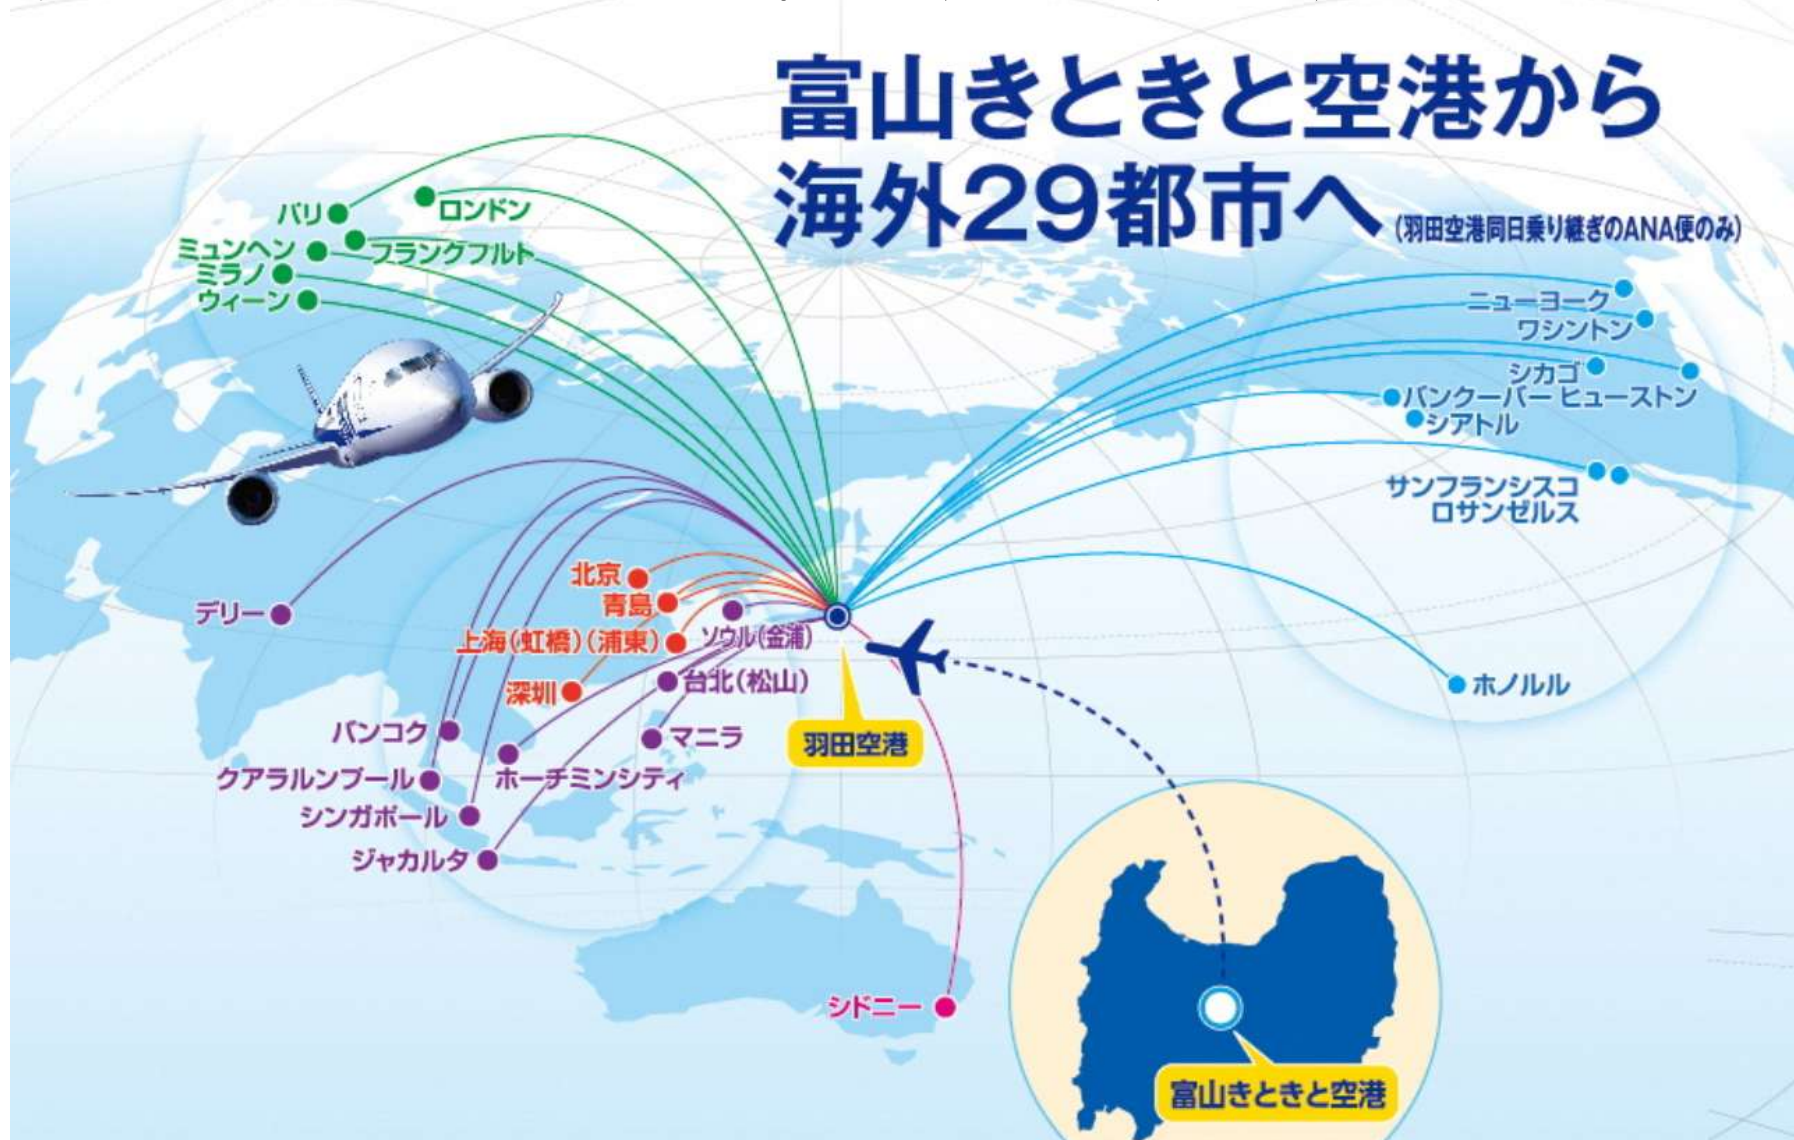 富山きときと空港から
海外29都市へ(羽田空港同日乗り継ぎのANA便のみ)
パリ
ロンドン
ミュンヘン
フランクフルト
ミラノ
ウィーン
ニューヨーク
ワシントン
シカゴ
バンクーバー ヒューストン
シアトル
サンフランシスコ
ロサンゼルス
デリー
北京
青島
上海(虹橋)(浦東)
ソウル(金浦)
深圳
台北(松山)
バンコク
マニラ
羽田空港
ホノルル
クアラルンプール
ホーチミンシティ
シンガポール
ジャカルタ
シドニー
富山きときと空港